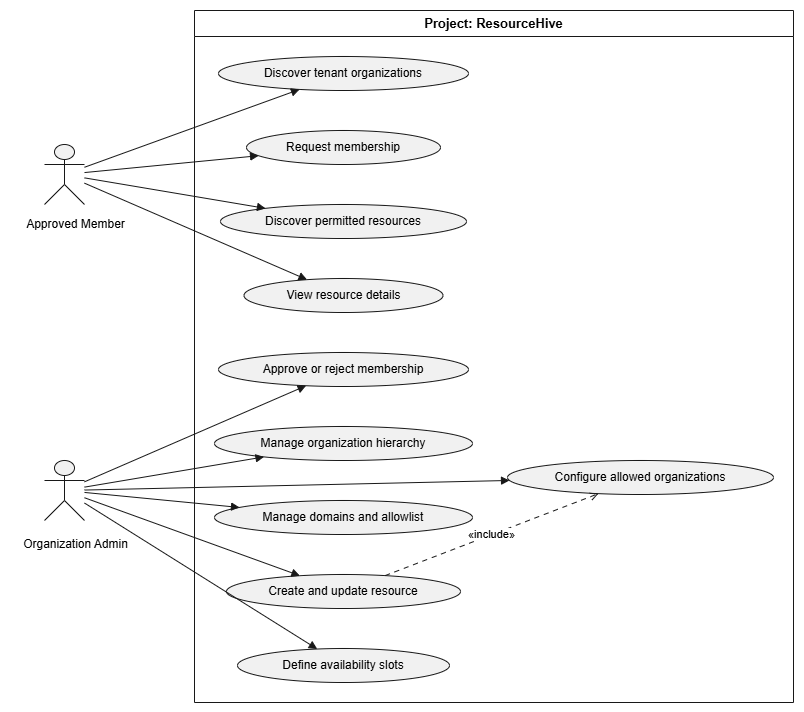 Project: ResourceHive
Discover tenant organizations
Request membership
Approved Member
Discover permitted resources
View resource details
Approve or reject membership
Manage organization hierarchy
Configure allowed organizations
Manage domains and allowlist
«include»
Organization Admin
Create and update resource
Define availability slots